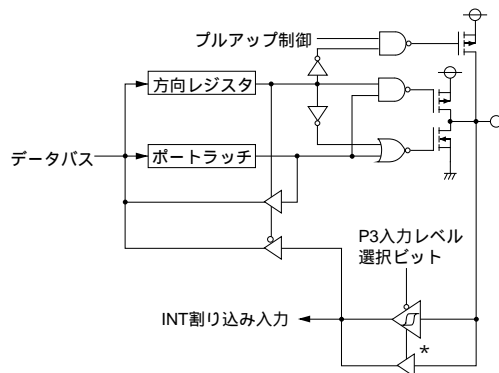 プルアップ制御
方向レジスタ
データバス
ポートラッチ
P3入力レベル
選択ビット
INT割り込み入力
*